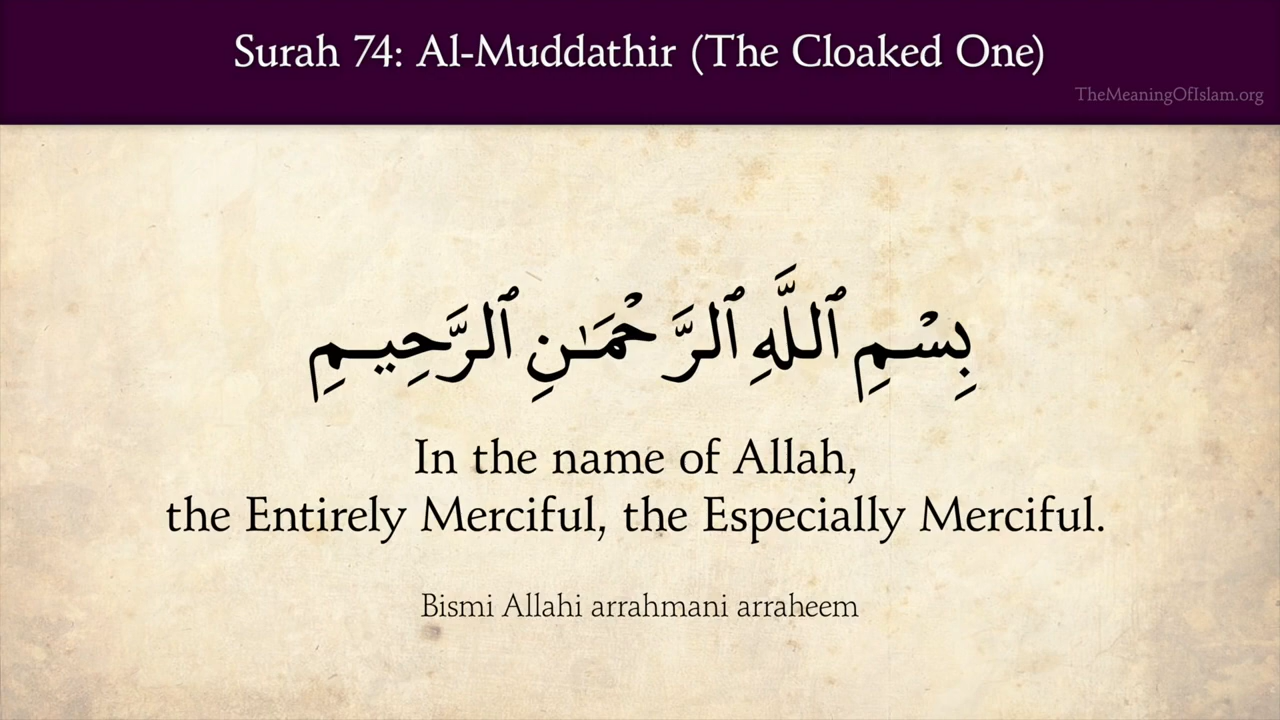 Surah 74: Al-Muddathir (The Cloaked One)
TheMeaningOfIslam.org
بِسْمِ ٱللَّهِ ٱلرَّحْمَـٰنِ ٱلرَّحِيمِ
In the name of Allah,
the Entirely Merciful, the Especially Merciful.
Bismi Allahi arrahmani arraheem